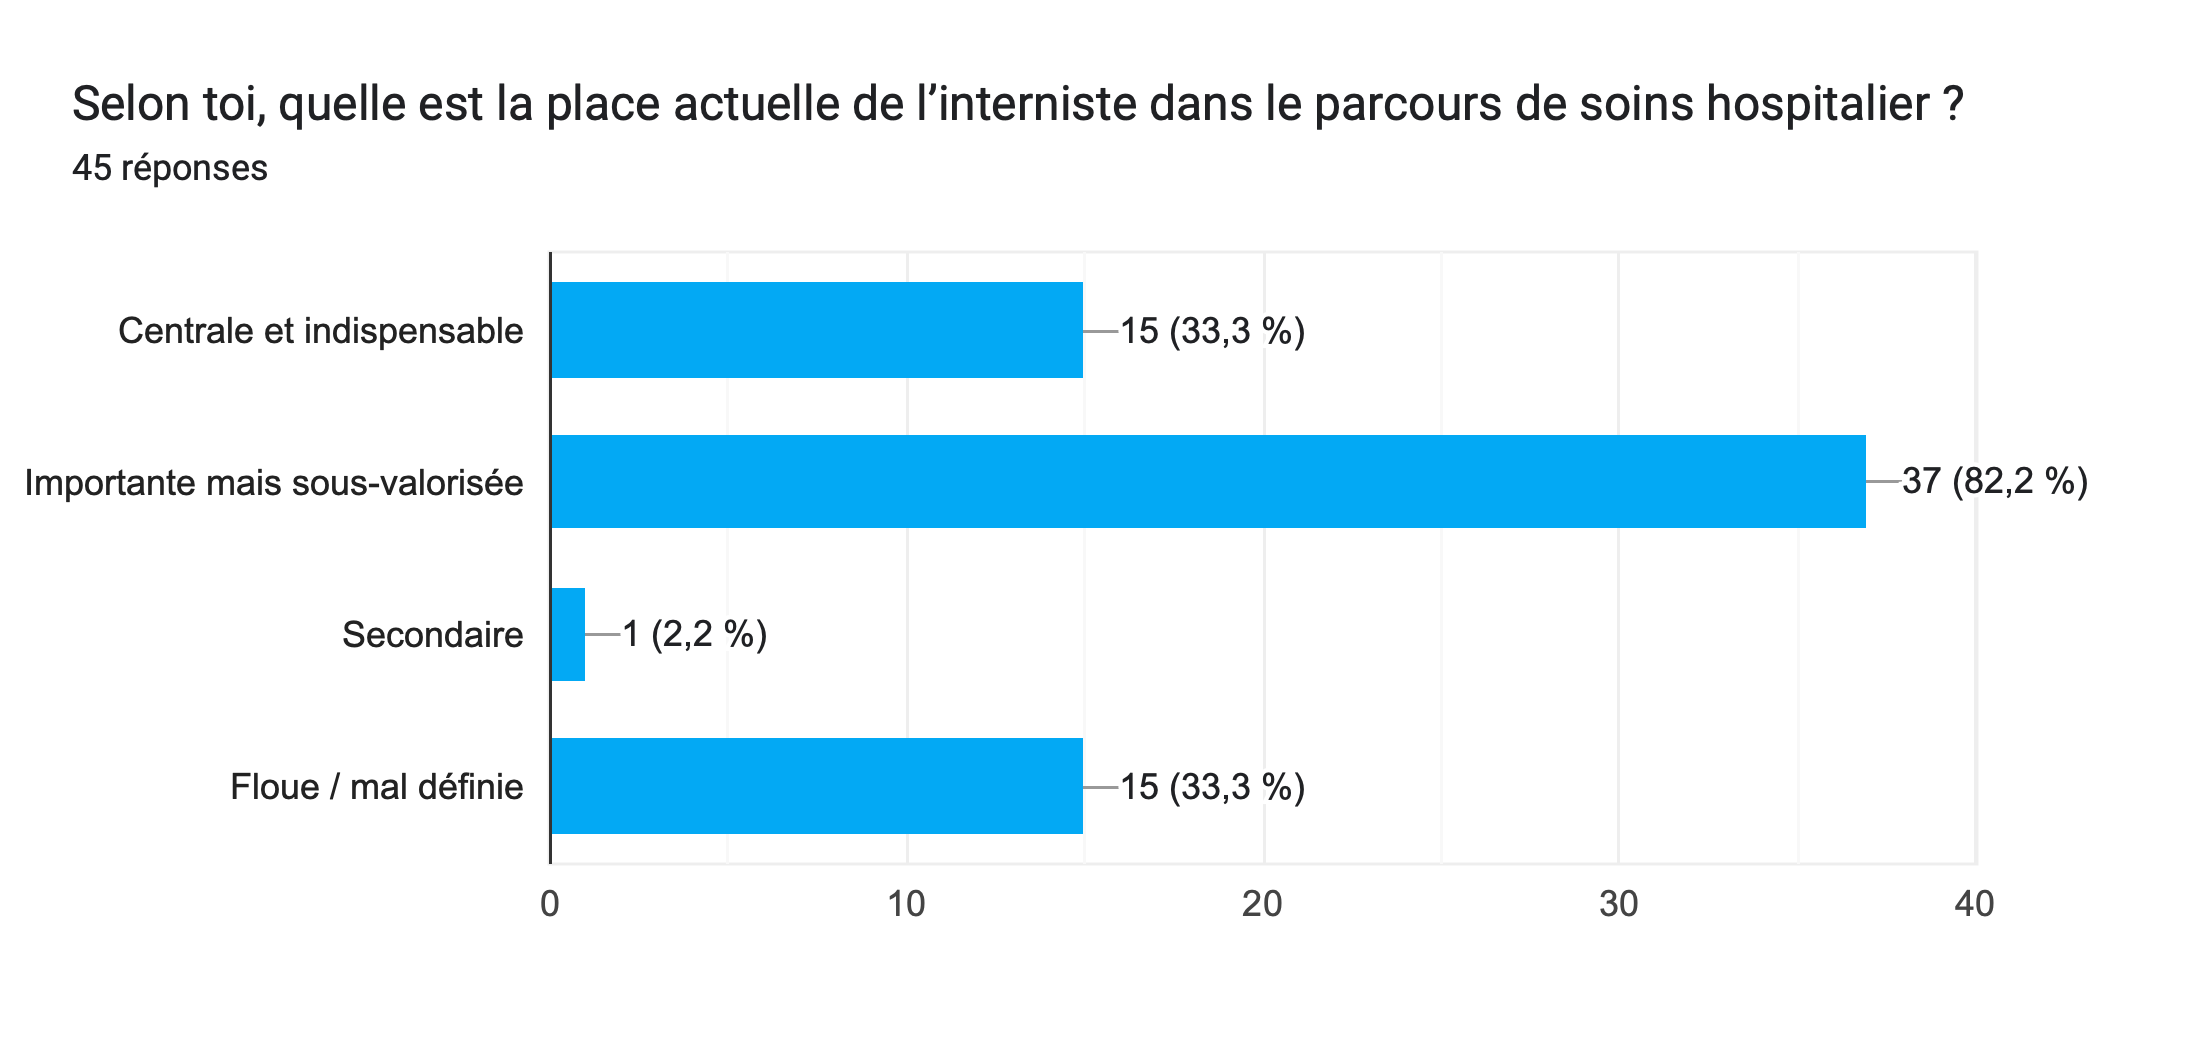 Selon toi, quelle est la place actuelle de l’interniste dans le parcours de soins hospitalier ?
45 réponses
Centrale et indispensable
15 (33,3 %)
Importante mais sous-valorisée
37 (82,2 %)
Secondaire
1 (2,2 %)
Floue / mal définie
15 (33,3 %)
0 10 20 30 40